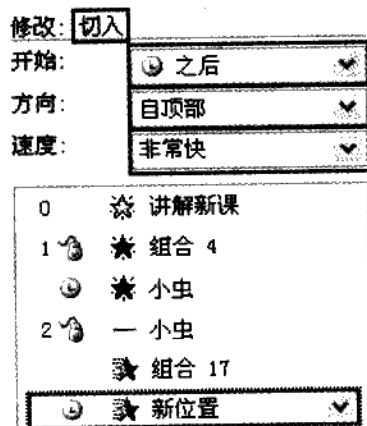 修改: 切入
开始: 之后
方向: 自顶部
速度: 非常快
0 讲解新课
1 组合 4
小虫
2 小虫
组合 17
新位置